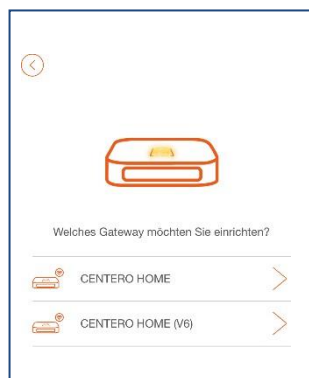 Welches Gateway möchten Sie einrichten?
CENTERO HOME
CENTERO HOME (V6)